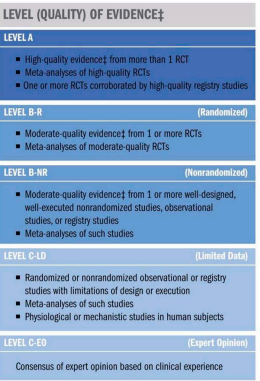 LEVEL (QUALITY) OF EVIDENCE‡
LEVEL A
■ High-quality evidence‡ from more than 1 RCT
■ Meta-analyses of high-quality RCTs
■ One or more RCTs corroborated by high-quality registry studies
LEVEL B-R (Randomized)
■ Moderate-quality evidence‡ from 1 or more RCTs
■ Meta-analyses of moderate-quality RCTs
LEVEL B-NR (Nonrandomized)
■ Moderate-quality evidence‡ from 1 or more well-designed,
well-executed nonrandomized studies, observational
studies, or registry studies
■ Meta-analyses of such studies
LEVEL C-LD (Limited Data)
■ Randomized or nonrandomized observational or registry
studies with limitations of design or execution
■ Meta-analyses of such studies
■ Physiological or mechanistic studies in human subjects
LEVEL C-EO (Expert Opinion)
Consensus of expert opinion based on clinical experience